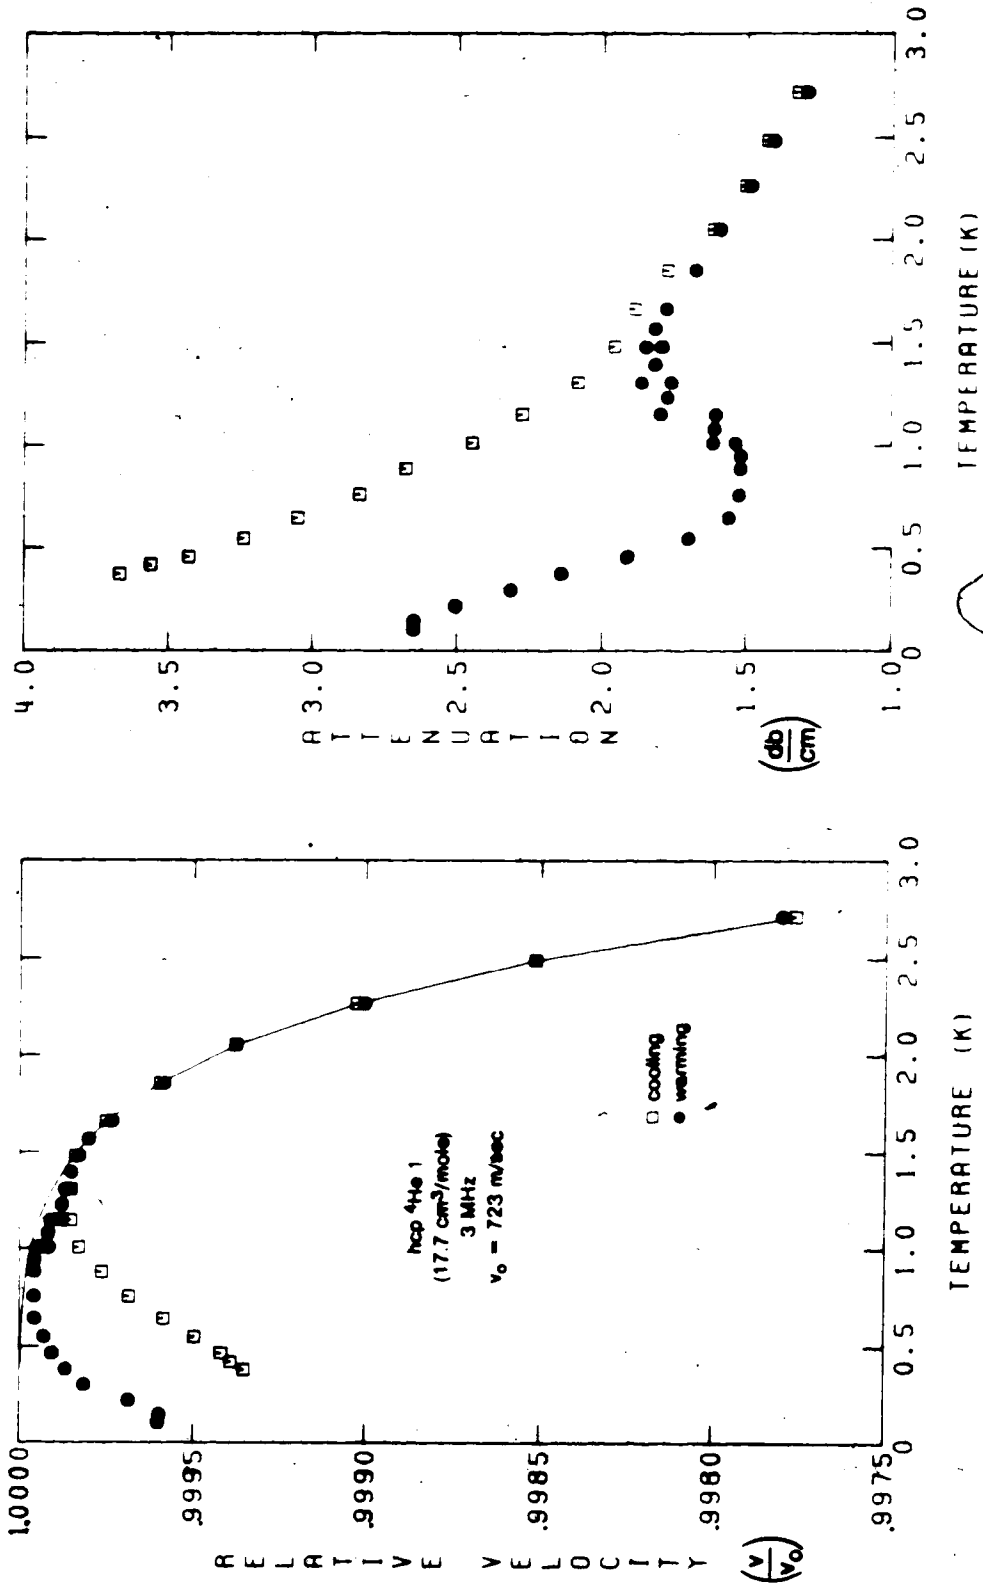 RELATIVE VELOCITY
(v/v₀)
1.0000
.9995
.9990
.9985
.9980
.9975
0
0.5
1.0
1.5
2.0
2.5
3.0
TEMPERATURE (K)
hcp ⁴He 1
(17.7 cm³/mole)
3 MHz
v₀ = 723 m/sec
cooling
warming
ATTENUATION
(db/cm)
4.0
3.5
3.0
2.5
2.0
1.5
1.0
0
0.5
1.0
1.5
2.0
2.5
3.0
TEMPERATURE (K)